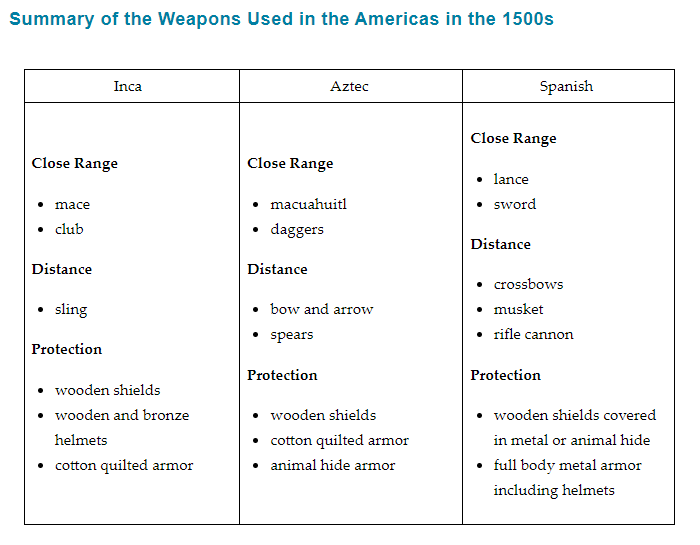 Summary of the Weapons Used in the Americas in the 1500s
Inca
Aztec
Spanish
Close Range
mace
club
Distance
sling
Protection
wooden shields
wooden and bronze
helmets
cotton quilted armor
Close Range
macuahuitl
daggers
Distance
bow and arrow
spears
Protection
wooden shields
cotton quilted armor
animal hide armor
Close Range
lance
sword
Distance
crossbows
musket
rifle cannon
Protection
wooden shields covered
in metal or animal hide
full body metal armor
including helmets